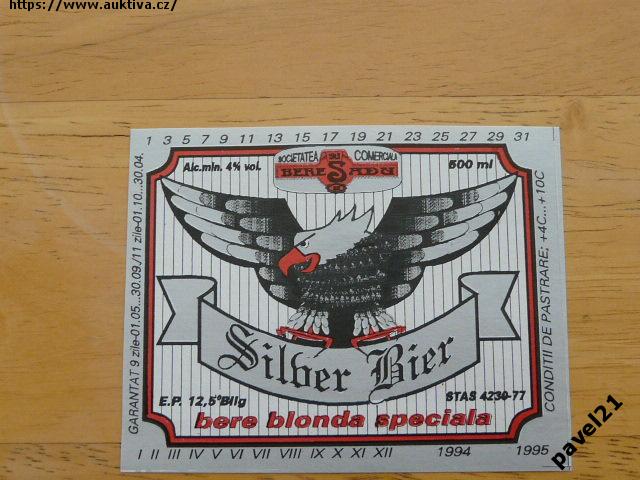 https://www.auktiva.cz/
1 3 5 7 9 11 13 15 17 19 21 23 25 27 29 31
Alc.min. 4% vol.
SOCIETATEA COMERCIALA
BERE SADU
500 ml
GARANTAT 9 zile-01.05...30.09./11 zile-01.10...30.04.
CONDITII DE PASTRARE: +4C...+10C
Silver Bier
E.P. 12,5°Bllg
STAS 4230-77
bere blonda speciala
I II III IV V VI VII VIII IX X XI XII 1994 1995
pavel21